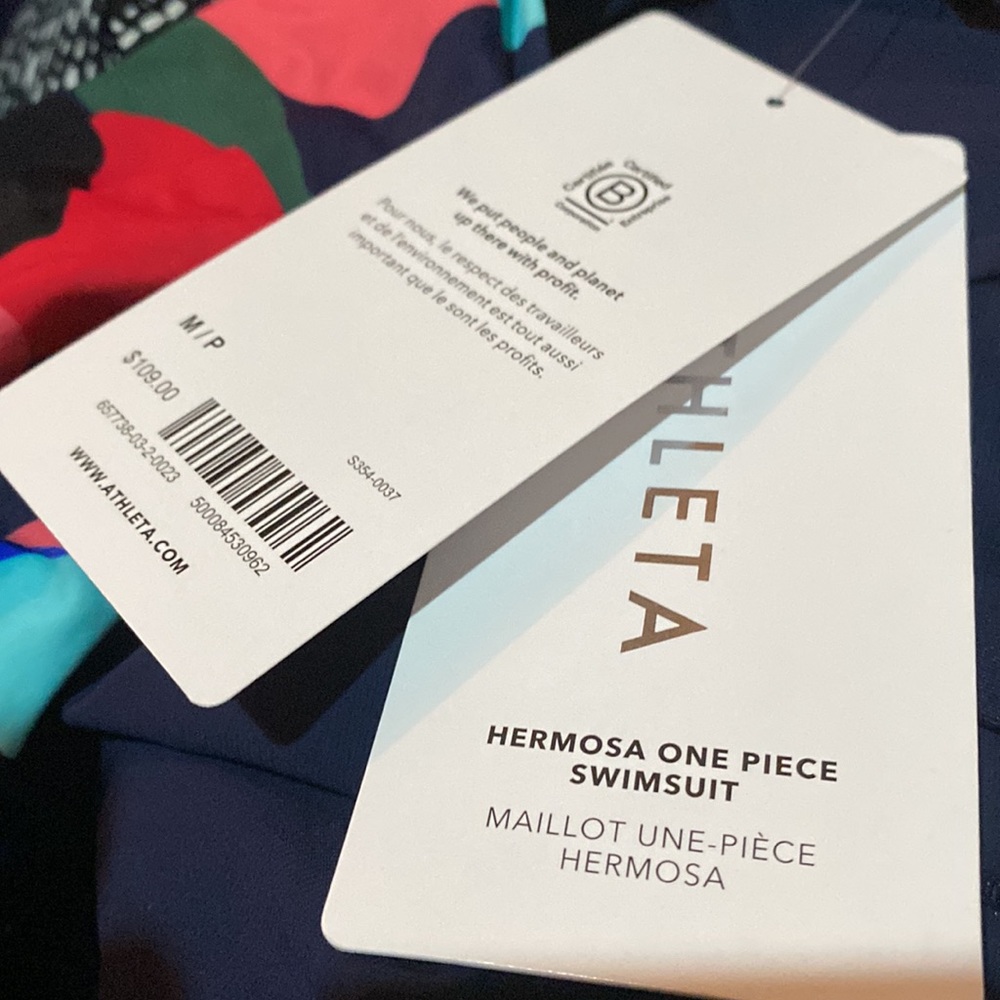 Certified
Certifiée
B
Corporation
Entreprise
We put people and planet
up there with profit.
Pour nous, le respect des travailleurs
et de l'environnement est tout aussi
important que le sont les profits.
M / P
$109.00
657738-03-2-0023
500084530962
S354-0037
WWW.ATHLETA.COM
THLETA
HERMOSA ONE PIECE
SWIMSUIT
MAILLOT UNE-PIÈCE
HERMOSA